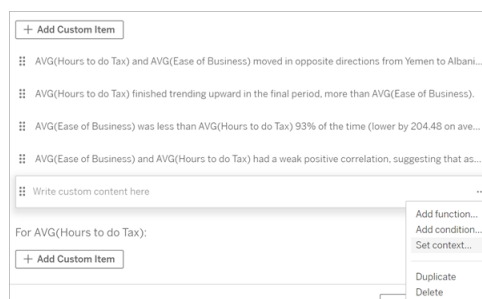 + Add Custom Item
AVG(Hours to do Tax) and AVG(Ease of Business) moved in opposite directions from Yemen to Albani...
AVG(Hours to do Tax) finished trending upward in the final period, more than AVG(Ease of Business).
AVG(Ease of Business) was less than AVG(Hours to do Tax) 93% of the time (lower by 204.48 on ave...
AVG(Ease of Business) and AVG(Hours to do Tax) had a weak positive correlation, suggesting that as...
Write custom content here
Add function...
Add condition...
Set context...
Duplicate
Delete
For AVG(Hours to do Tax):
+ Add Custom Item